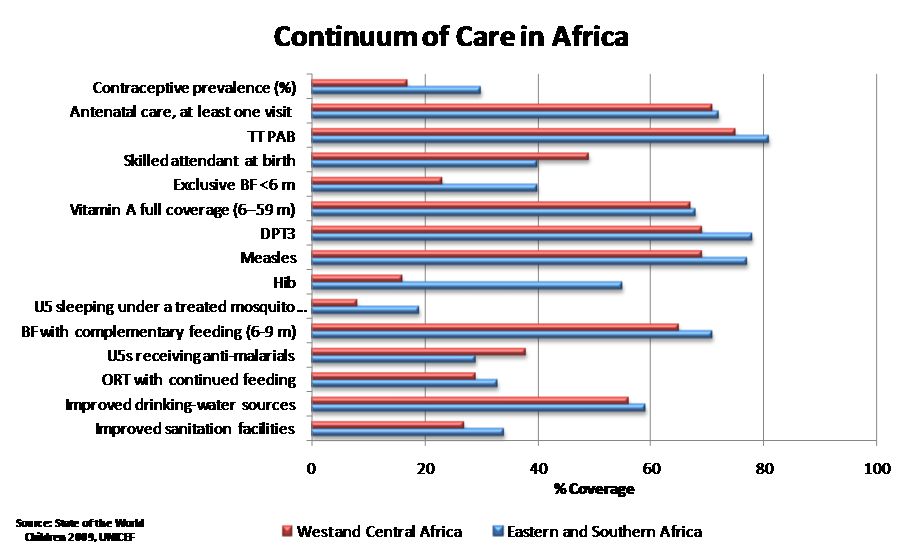 Continuum of Care in Africa
Contraceptive prevalence (%)
Antenatal care, at least one visit
TT PAB
Skilled attendant at birth
Exclusive BF <6 m
Vitamin A full coverage (6–59 m)
DPT3
Measles
Hib
U5 sleeping under a treated mosquito ...
BF with complementary feeding (6-9 m)
U5s receiving anti-malarials
ORT with continued feeding
Improved drinking-water sources
Improved sanitation facilities
0 20 40 60 80 100
% Coverage
Source: State of the World
Children 2009, UNICEF
West and Central Africa Eastern and Southern Africa